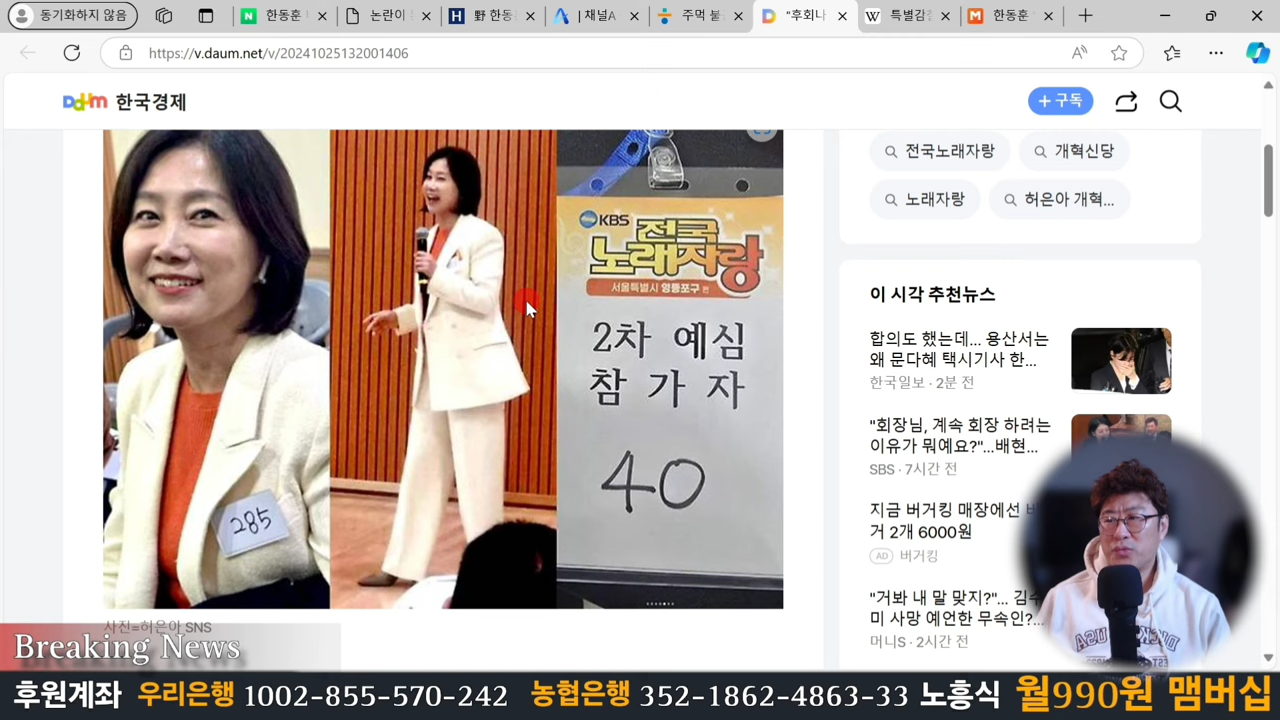 동기화하지 않음
한동훈
논란이
野 한동훈
| 채널A
주먹
"후회나
특별감찰
한동훈
https://v.daum.net/v/20241025132001406
Daum 한국경제
+ 구독
전국노래자랑
개혁신당
노래자랑
허은아 개혁...
KBS
전국
노래자랑
서울특별시 영등포구 편
2차 예심
참 가 자
40
285
이 시각 추천뉴스
합의도 했는데... 용산서는
왜 문다혜 택시기사 한...
한국일보 · 2분 전
"회장님, 계속 회장 하려는
이유가 뭐예요?"...배현...
SBS · 7시간 전
지금 버거킹 매장에선
거 2개 6000원
AD 버거킹
"거봐 내 말 맞지?"... 김수
미 사망 예언한 무속인?...
머니S · 2시간 전
사진=허은아 SNS
Breaking News
후원계좌 우리은행 1002-855-570-242 농협은행 352-1862-4863-33 노흥식 월990원 맴버십